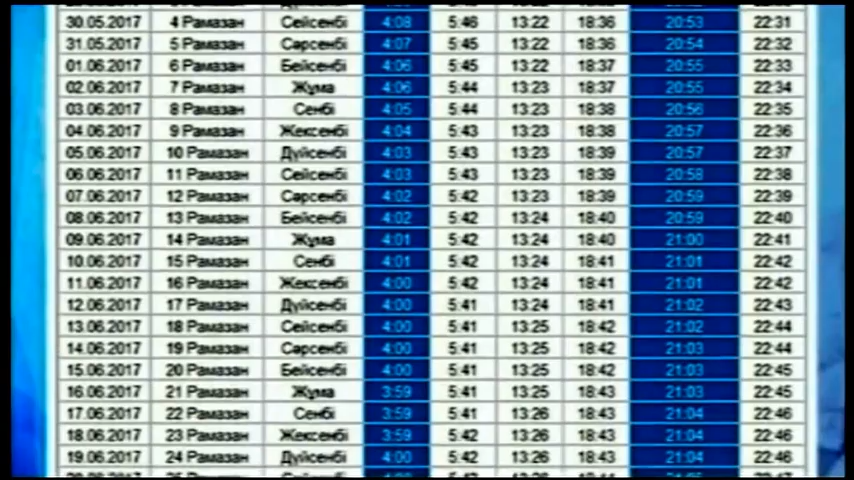 30.05.2017 4 Рамазан Сейсенбі 4:08 5:46 13:22 18:36 20:53 22:31
31.05.2017 5 Рамазан Сәрсенбі 4:07 5:45 13:22 18:36 20:54 22:32
01.06.2017 6 Рамазан Бейсенбі 4:06 5:45 13:22 18:37 20:55 22:33
02.06.2017 7 Рамазан Жұма 4:06 5:44 13:23 18:37 20:55 22:34
03.06.2017 8 Рамазан Сенбі 4:05 5:44 13:23 18:38 20:56 22:35
04.06.2017 9 Рамазан Жексенбі 4:04 5:43 13:23 18:38 20:57 22:36
05.06.2017 10 Рамазан Дүйсенбі 4:03 5:43 13:23 18:39 20:57 22:37
06.06.2017 11 Рамазан Сейсенбі 4:03 5:43 13:23 18:39 20:58 22:38
07.06.2017 12 Рамазан Сәрсенбі 4:02 5:42 13:23 18:39 20:59 22:39
08.06.2017 13 Рамазан Бейсенбі 4:02 5:42 13:24 18:40 20:59 22:40
09.06.2017 14 Рамазан Жұма 4:01 5:42 13:24 18:40 21:00 22:41
10.06.2017 15 Рамазан Сенбі 4:01 5:42 13:24 18:41 21:01 22:42
11.06.2017 16 Рамазан Жексенбі 4:00 5:42 13:24 18:41 21:01 22:42
12.06.2017 17 Рамазан Дүйсенбі 4:00 5:41 13:24 18:41 21:02 22:43
13.06.2017 18 Рамазан Сейсенбі 4:00 5:41 13:25 18:42 21:02 22:44
14.06.2017 19 Рамазан Сәрсенбі 4:00 5:41 13:25 18:42 21:03 22:44
15.06.2017 20 Рамазан Бейсенбі 4:00 5:41 13:25 18:42 21:03 22:45
16.06.2017 21 Рамазан Жұма 3:59 5:41 13:25 18:43 21:03 22:45
17.06.2017 22 Рамазан Сенбі 3:59 5:41 13:26 18:43 21:04 22:46
18.06.2017 23 Рамазан Жексенбі 3:59 5:42 13:26 18:43 21:04 22:46
19.06.2017 24 Рамазан Дүйсенбі 4:00 5:42 13:26 18:43 21:04 22:46